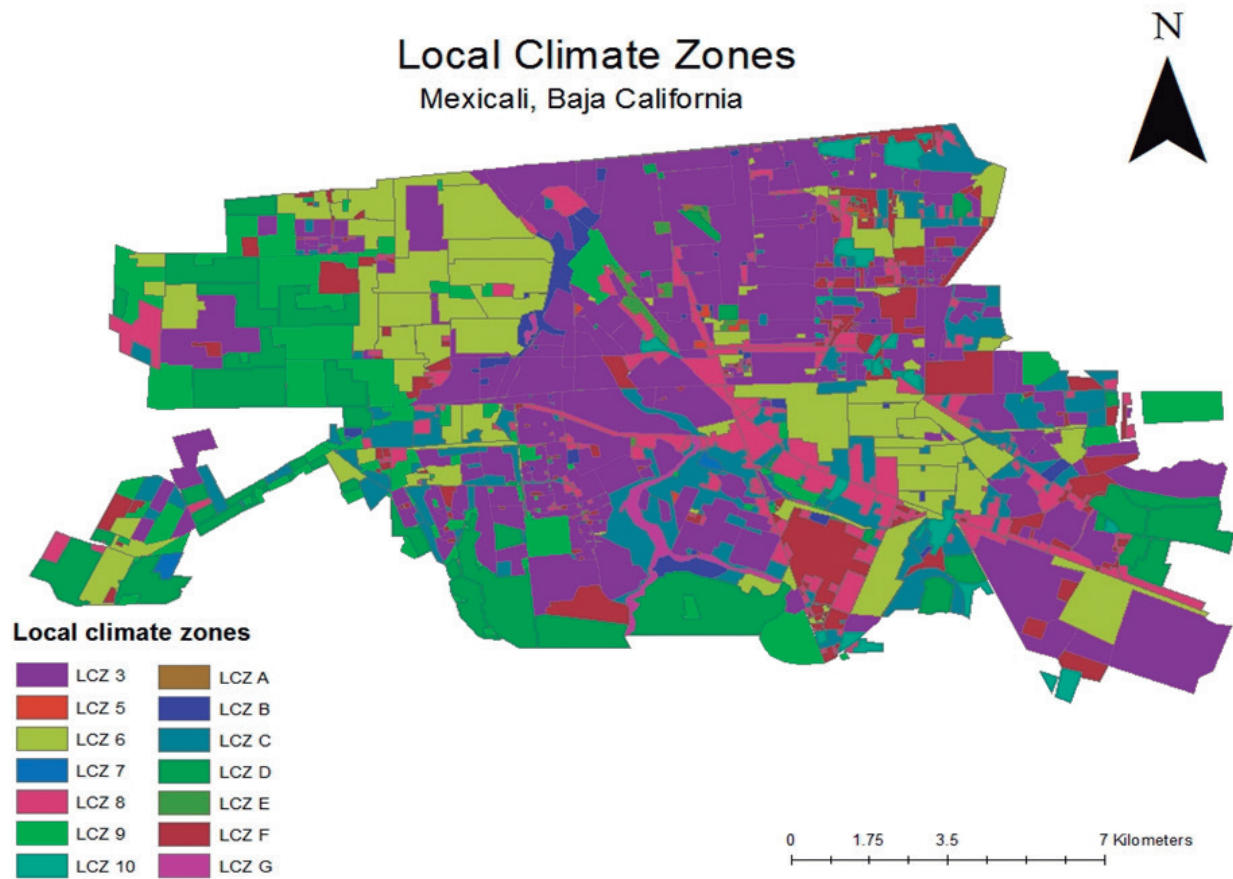 Local Climate Zones
Mexicali, Baja California
N
Local climate zones
LCZ 3
LCZ 5
LCZ 6
LCZ 7
LCZ 8
LCZ 9
LCZ 10
LCZ A
LCZ B
LCZ C
LCZ D
LCZ E
LCZ F
LCZ G
0 1.75 3.5 7 Kilometers